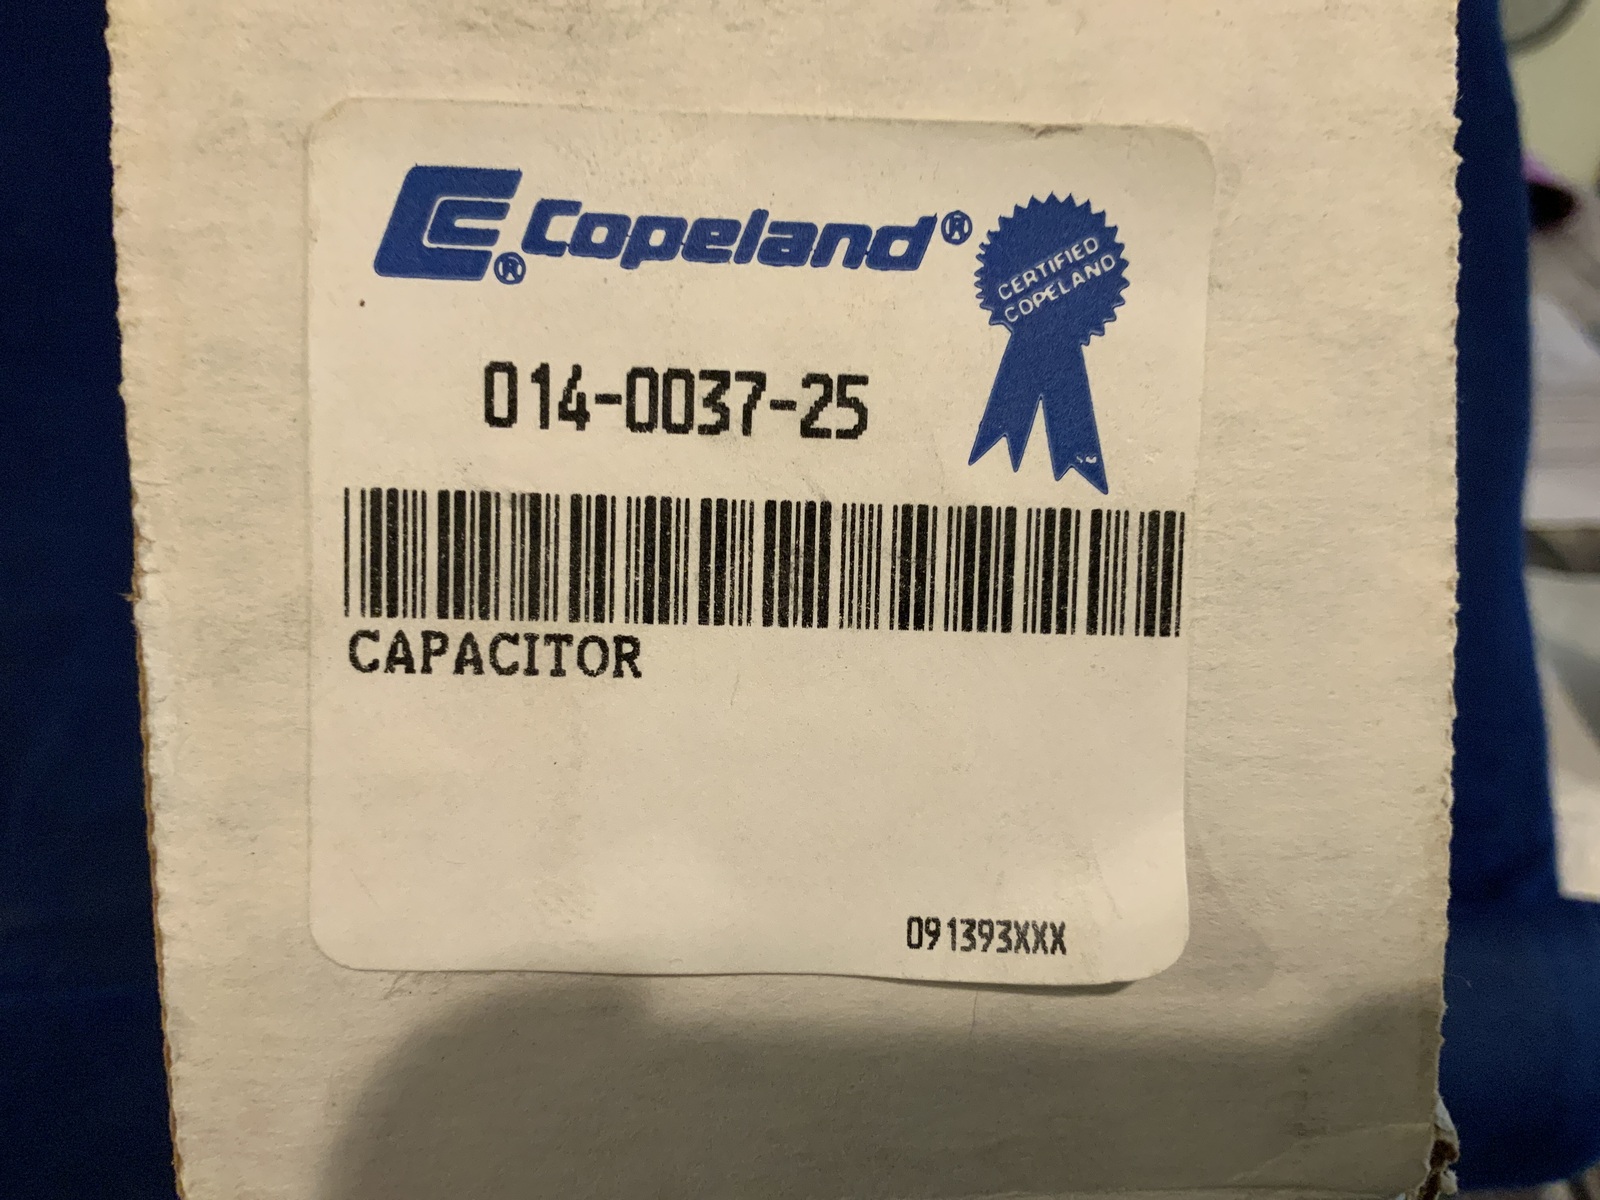 Copeland®
CERTIFIED
COPELAND
014-0037-25
CAPACITOR
091393XXX